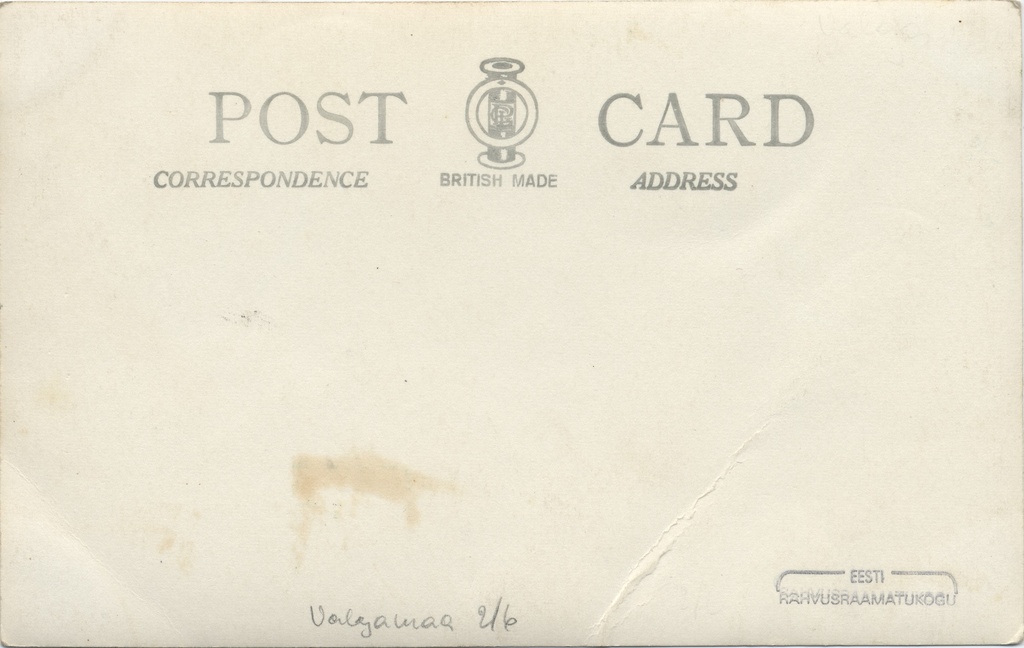 POST CARD
CORRESPONDENCE BRITISH MADE ADDRESS
EESTI
RAHVUSRAAMATUKOGU
Valgamaa 2/6